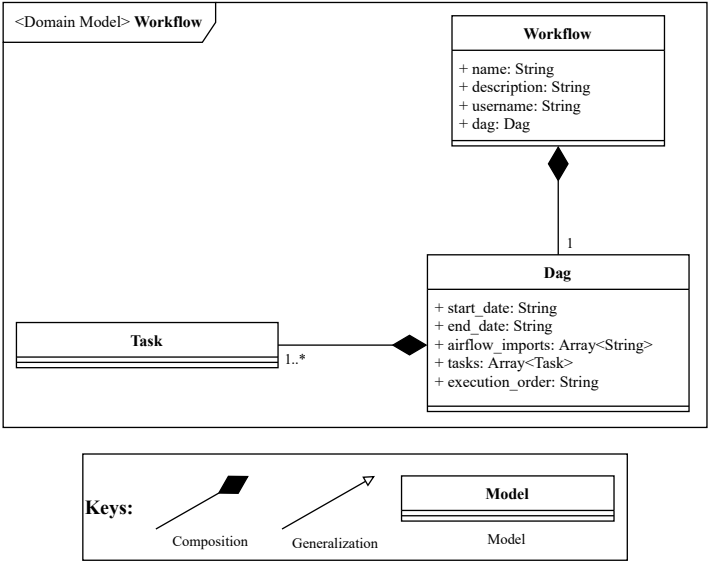 <Domain Model> Workflow
Workflow
+ name: String
+ description: String
+ username: String
+ dag: Dag
1
Dag
+ start_date: String
+ end_date: String
+ airflow_imports: Array<String>
+ tasks: Array<Task>
+ execution_order: String
Task
1..*
Keys:
Composition
Generalization
Model
Model